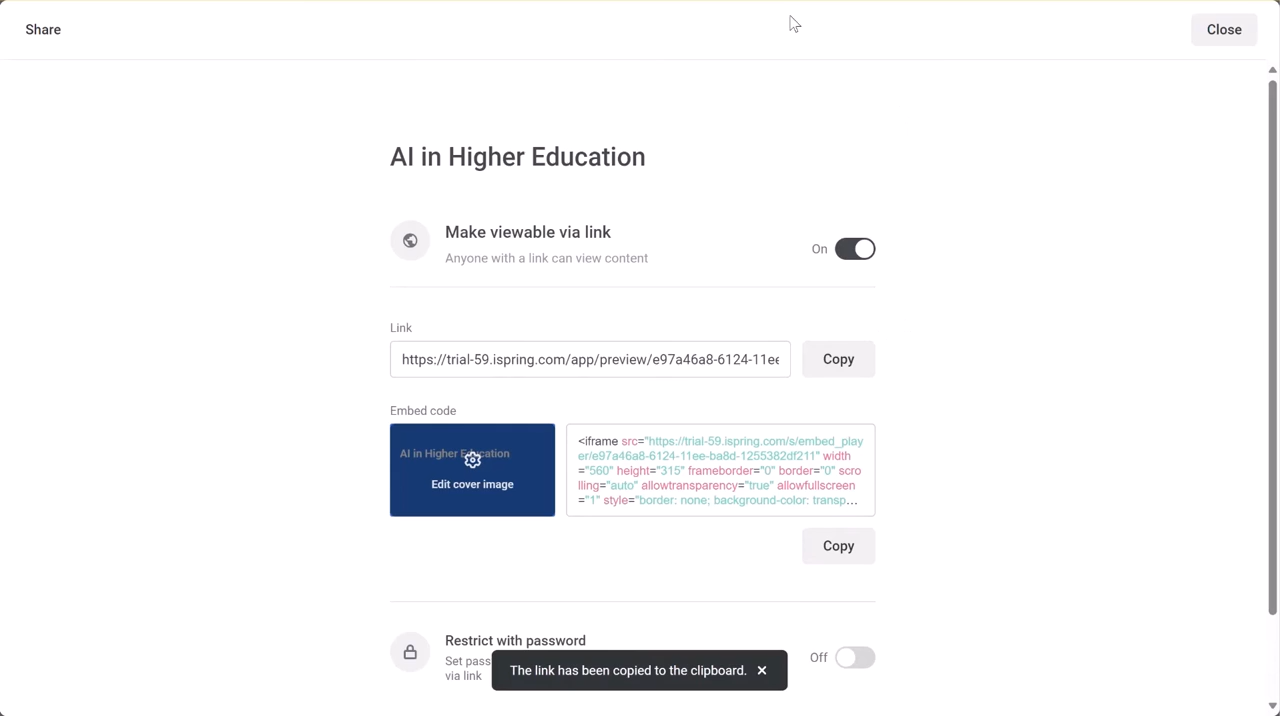 Share
Close
AI in Higher Education
Make viewable via link
Anyone with a link can view content
On
Link
https://trial-59.ispring.com/app/preview/e97a46a8-6124-11ee
Copy
Embed code
AI in Higher Education
Edit cover image
<iframe src="https://trial-59.ispring.com/s/embed_play
er/e97a46a8-6124-11ee-ba8d-1255382df211" width
="560" height="315" frameborder="0" border="0" scro
lling="auto" allowtransparency="true" allowfullscreen
="1" style="border: none; background-color: transp...
Copy
Restrict with password
Set pass
via link
Off
The link has been copied to the clipboard.